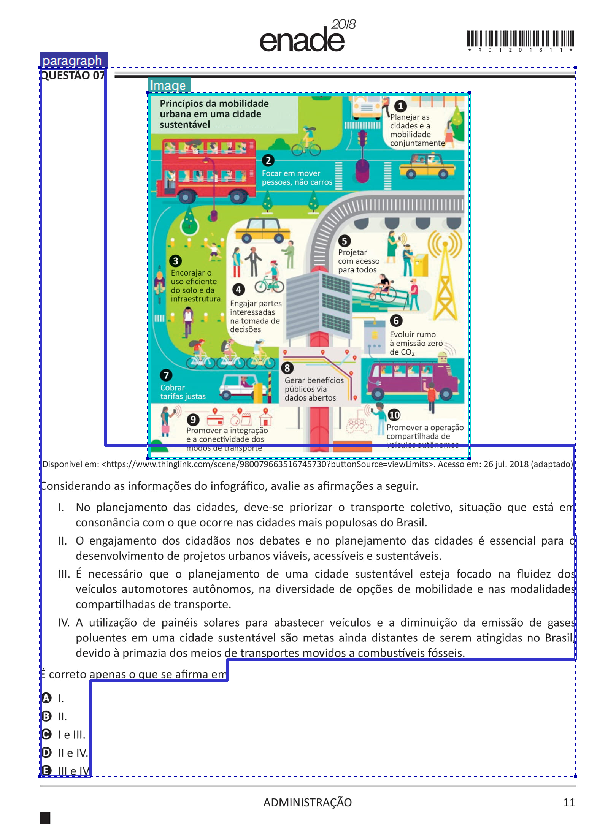 enade 2018
*R07201811*
paragraph
QUESTÃO 07
Image
Princípios da mobilidade
urbana em uma cidade
sustentável
1
Planejar as
cidades e a
mobilidade
conjuntamente
2
Focar em mover
pessoas, não carros
3
Encorajar o
uso eficiente
do solo e da
infraestrutura
4
Engajar partes
interessadas
na tomada de
decisões
5
Projetar
com acesso
para todos
6
Evoluir rumo
à emissão zero
de CO₂
7
Cobrar
tarifas justas
8
Gerar benefícios
públicos via
dados abertos
9
Promover a integração
e a conectividade dos
modos de transporte
10
Promover a operação
compartilhada de
veículos autônomos
Disponível em: <https://www.thinglink.com/scene/980079663516745730?buttonSource=viewLimits>. Acesso em: 26 jul. 2018 (adaptado)
Considerando as informações do infográfico, avalie as afirmações a seguir.
I. No planejamento das cidades, deve-se priorizar o transporte coletivo, situação que está em
consonância com o que ocorre nas cidades mais populosas do Brasil.
II. O engajamento dos cidadãos nos debates e no planejamento das cidades é essencial para o
desenvolvimento de projetos urbanos viáveis, acessíveis e sustentáveis.
III. É necessário que o planejamento de uma cidade sustentável esteja focado na fluidez dos
veículos automotores autônomos, na diversidade de opções de mobilidade e nas modalidades
compartilhadas de transporte.
IV. A utilização de painéis solares para abastecer veículos e a diminuição da emissão de gases
poluentes em uma cidade sustentável são metas ainda distantes de serem atingidas no Brasil,
devido à primazia dos meios de transportes movidos a combustíveis fósseis.
É correto apenas o que se afirma em
A I.
B II.
C I e III.
D II e IV.
E III e IV
ADMINISTRAÇÃO 11